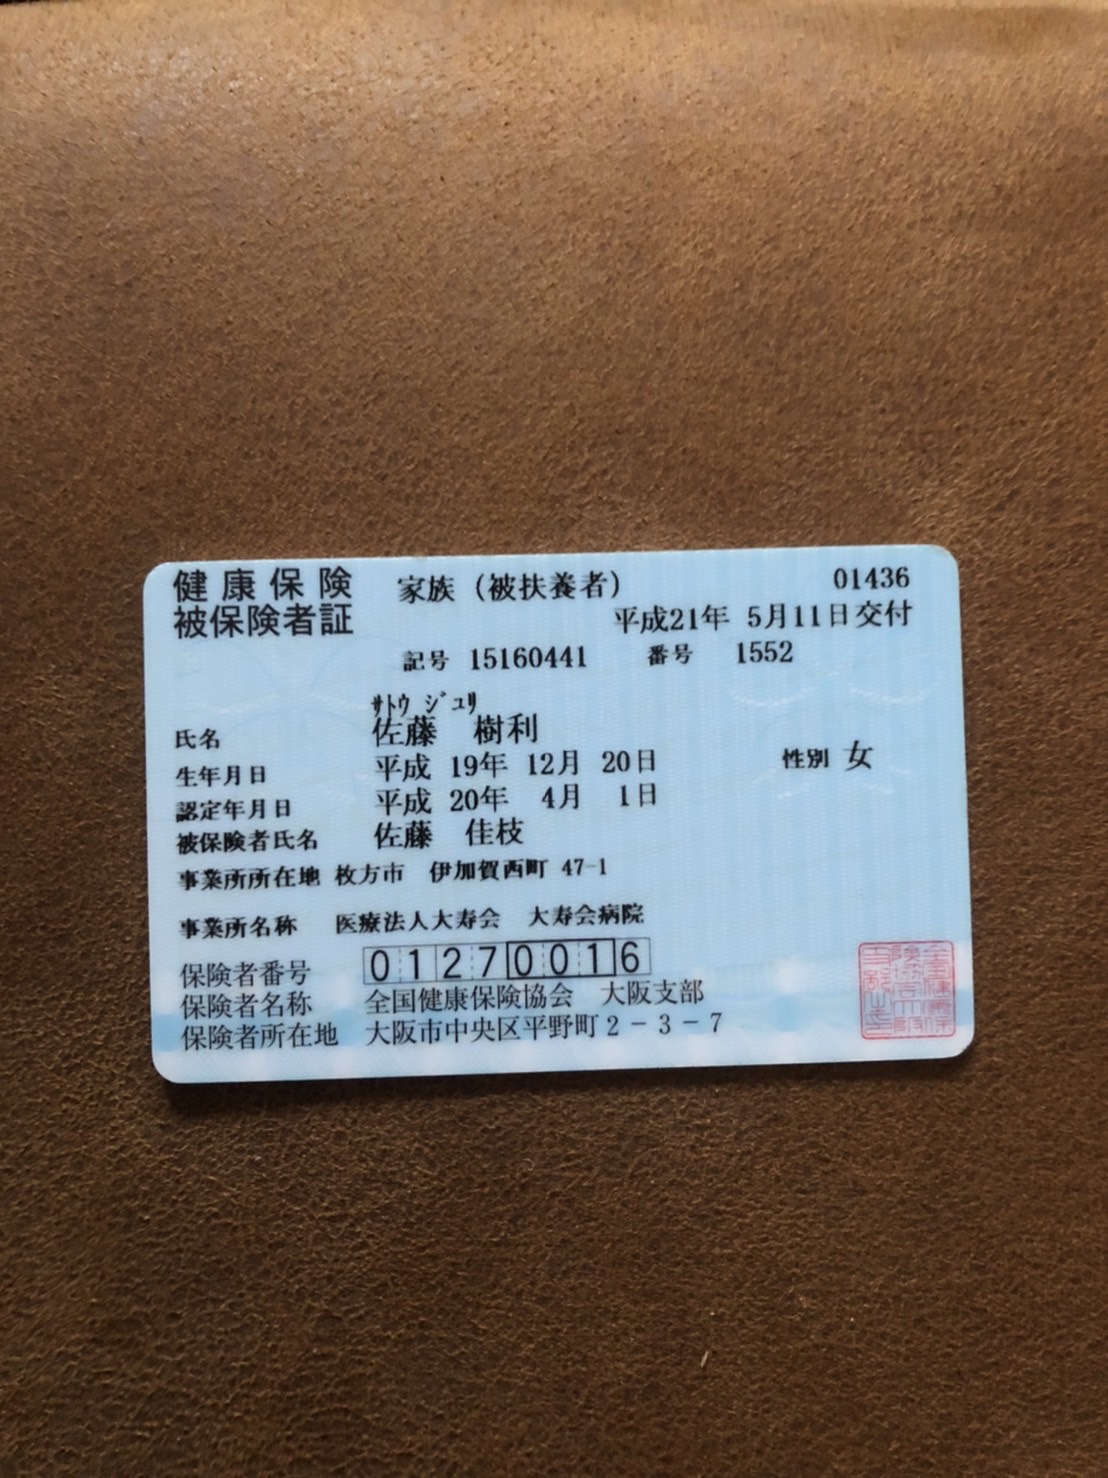 健康保険 家族（被扶養者） 01436
被保険者証 平成21年 5月11日交付
記号 15160441 番号 1552
ｻﾄｳ ｼﾞﾕﾘ
氏名 佐藤 樹利
生年月日 平成 19年 12月 20日 性別 女
認定年月日 平成 20年 4月 1日
被保険者氏名 佐藤 佳枝
事業所所在地 枚方市 伊加賀西町 47-1
事業所名称 医療法人大寿会 大寿会病院
保険者番号 01270016
保険者名称 全国健康保険協会 大阪支部
保険者所在地 大阪市中央区平野町2-3-7